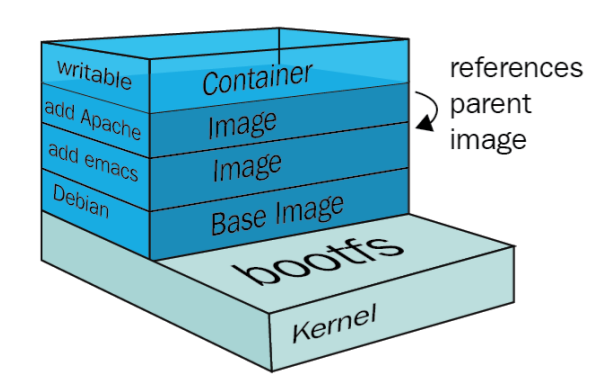 writable
Container
references
parent
image
add Apache
Image
add emacs
Image
Debian
Base Image
bootfs
Kernel